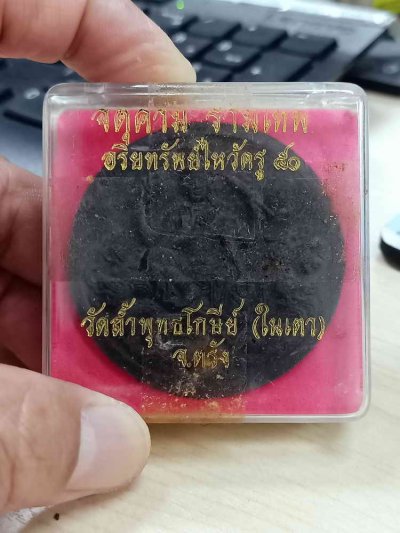 จตุคาม รามเทพ
อริยทรัพย์ไหว้ครู ๕๐
วัดถ้ำพุทธโกษีย์ (ในเตา)
จ.ตรัง